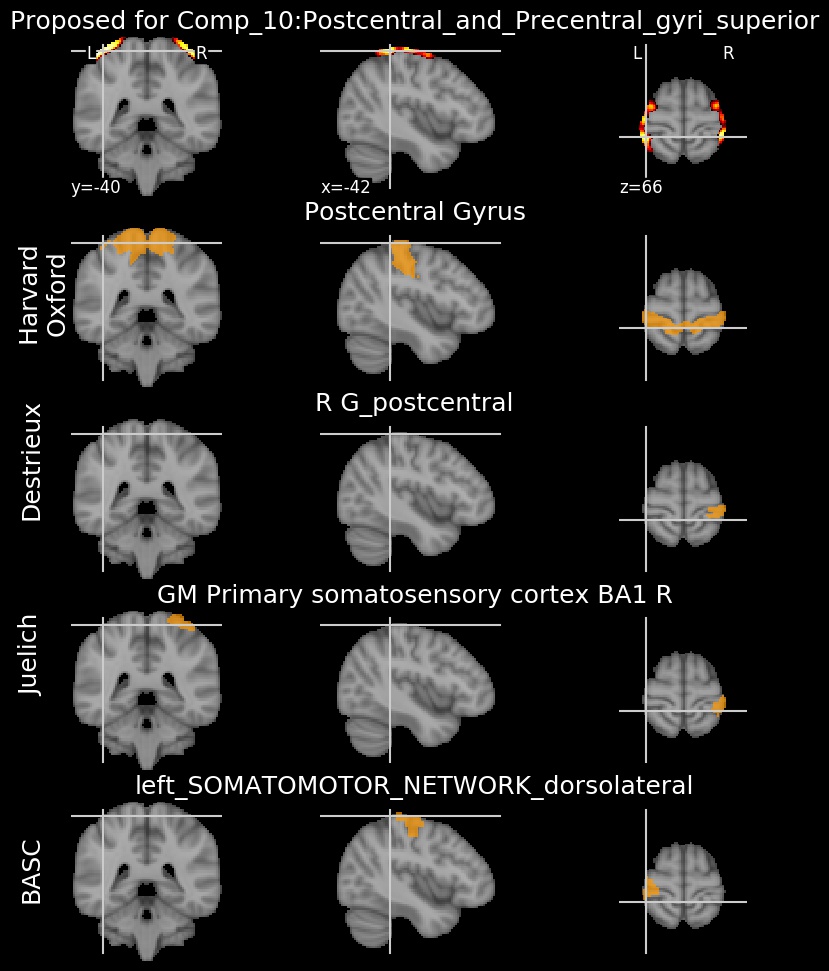 Proposed for Comp_10:Postcentral_and_Precentral_gyri_superior
L R
L R
y=-40
x=-42
z=66
Postcentral Gyrus
Harvard
Oxford
R G_postcentral
Destrieux
GM Primary somatosensory cortex BA1 R
Juelich
left_SOMATOMOTOR_NETWORK_dorsolateral
BASC